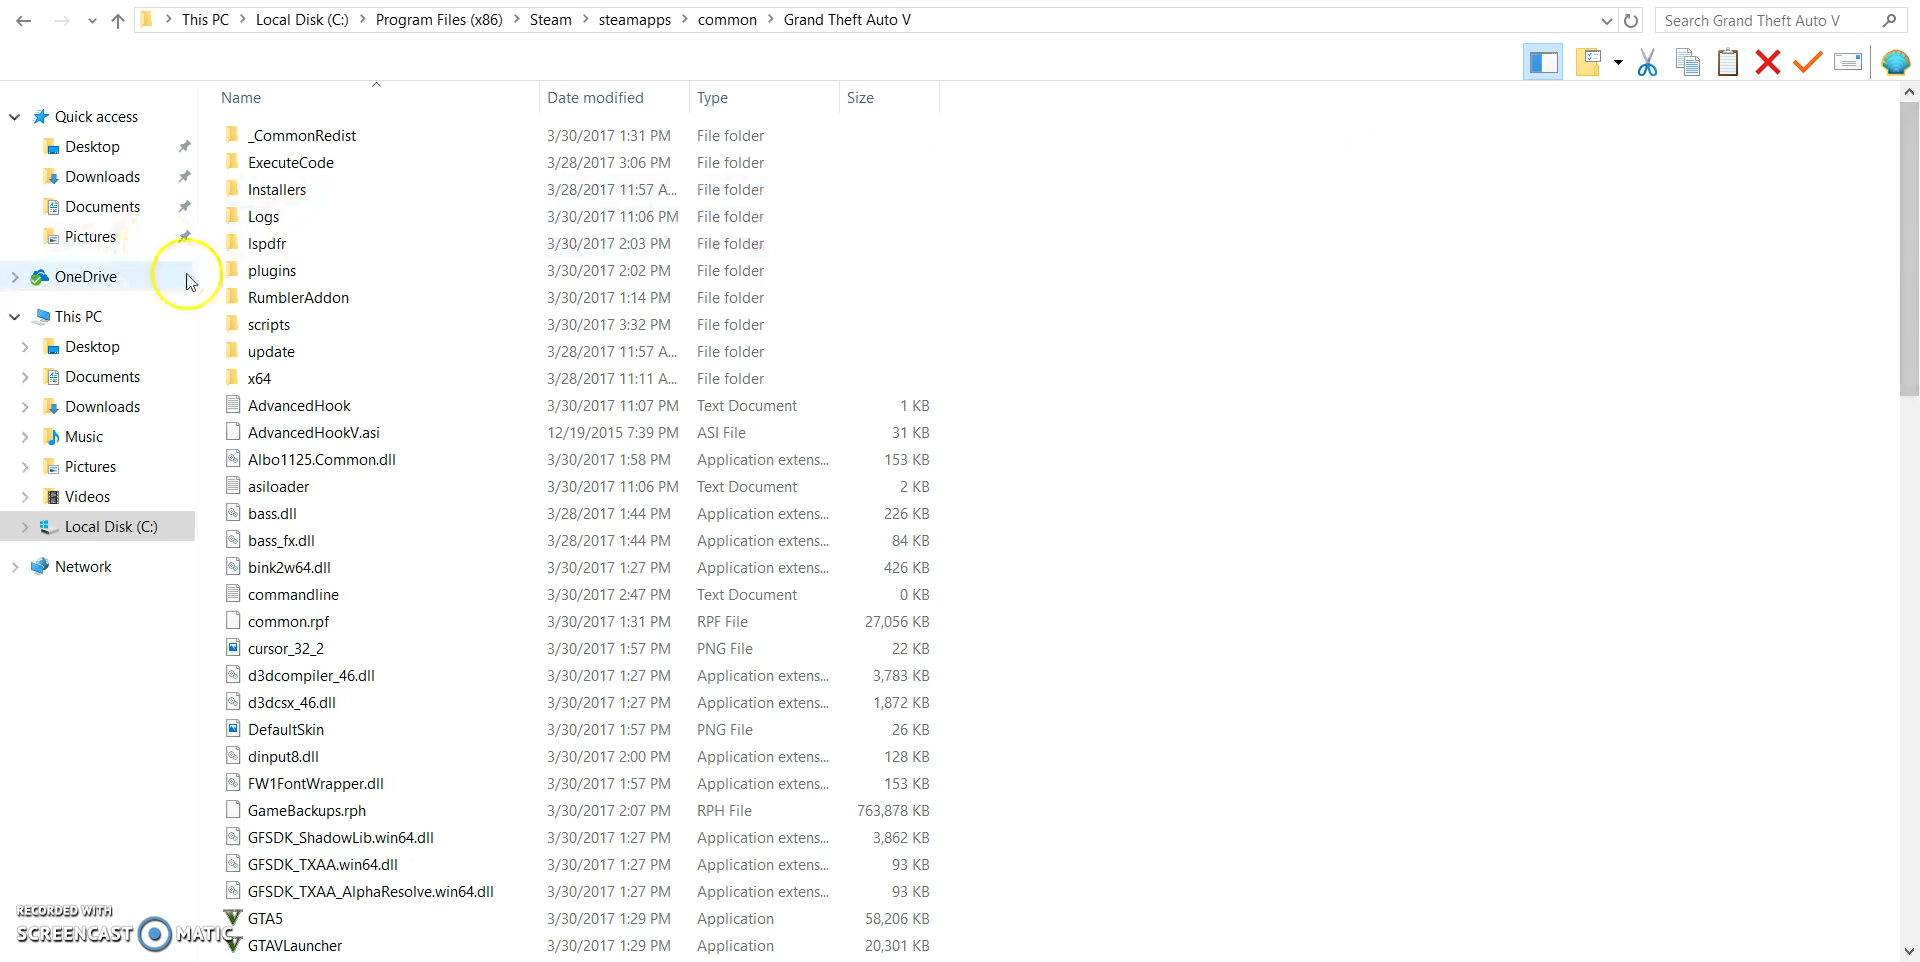 This PC > Local Disk (C:) > Program Files (x86) > Steam > steamapps > common > Grand Theft Auto V
Search Grand Theft Auto V
Name Date modified Type Size
Quick access
Desktop
Downloads
Documents
Pictures
OneDrive
This PC
Desktop
Documents
Downloads
Music
Pictures
Videos
Local Disk (C:)
Network
_CommonRedist 3/30/2017 1:31 PM File folder
ExecuteCode 3/28/2017 3:06 PM File folder
Installers 3/28/2017 11:57 A... File folder
Logs 3/30/2017 11:06 PM File folder
lspdfr 3/30/2017 2:03 PM File folder
plugins 3/30/2017 2:02 PM File folder
RumblerAddon 3/30/2017 1:14 PM File folder
scripts 3/30/2017 3:32 PM File folder
update 3/28/2017 11:57 A... File folder
x64 3/28/2017 11:11 A... File folder
AdvancedHook 3/30/2017 11:07 PM Text Document 1 KB
AdvancedHookV.asi 12/19/2015 7:39 PM ASI File 31 KB
Albo1125.Common.dll 3/30/2017 1:58 PM Application extens... 153 KB
asiloader 3/30/2017 11:06 PM Text Document 2 KB
bass.dll 3/28/2017 1:44 PM Application extens... 226 KB
bass_fx.dll 3/28/2017 1:44 PM Application extens... 84 KB
bink2w64.dll 3/30/2017 1:27 PM Application extens... 426 KB
commandline 3/30/2017 2:47 PM Text Document 0 KB
common.rpf 3/30/2017 1:31 PM RPF File 27,056 KB
cursor_32_2 3/30/2017 1:57 PM PNG File 22 KB
d3dcompiler_46.dll 3/30/2017 1:27 PM Application extens... 3,783 KB
d3dcsx_46.dll 3/30/2017 1:27 PM Application extens... 1,872 KB
DefaultSkin 3/30/2017 1:57 PM PNG File 26 KB
dinput8.dll 3/30/2017 2:00 PM Application extens... 128 KB
FW1FontWrapper.dll 3/30/2017 1:57 PM Application extens... 153 KB
GameBackups.rph 3/30/2017 2:07 PM RPH File 763,878 KB
GFSDK_ShadowLib.win64.dll 3/30/2017 1:27 PM Application extens... 3,862 KB
GFSDK_TXAA.win64.dll 3/30/2017 1:27 PM Application extens... 93 KB
GFSDK_TXAA_AlphaResolve.win64.dll 3/30/2017 1:27 PM Application extens... 93 KB
GTA5 3/30/2017 1:29 PM Application 58,206 KB
GTAVLauncher 3/30/2017 1:29 PM Application 20,301 KB
RECORDED WITH
SCREENCAST MATIC